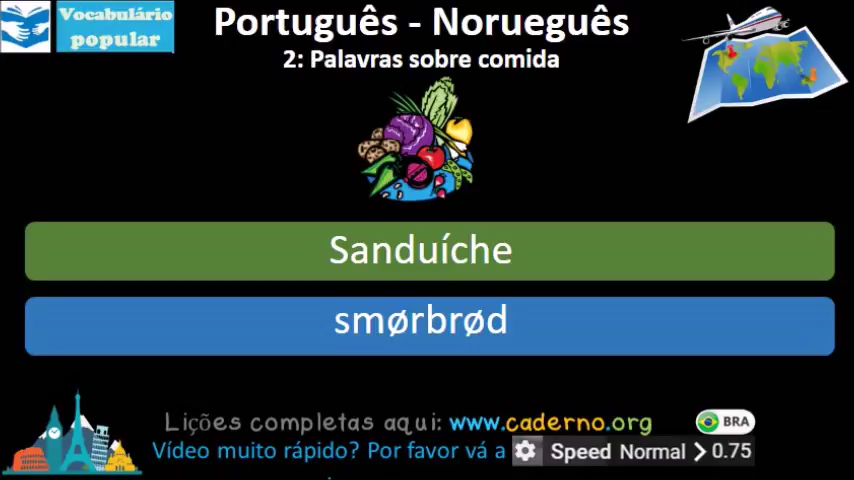 Vocabulário
popular
Português - Norueguês
2: Palavras sobre comida
Sanduíche
smørbrød
Lições completas aqui: www.caderno.org
BRA
Vídeo muito rápido? Por favor vá a Speed Normal > 0.75